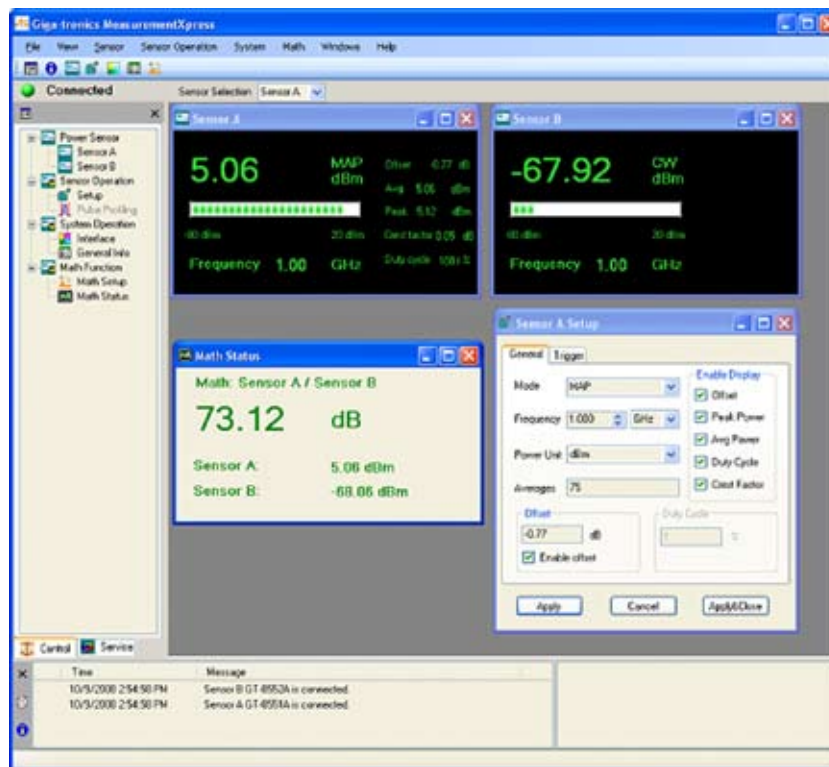 Giga-tronics MeasurementXpress
File View Sensor Sensor Operation System Math Windows Help
Connected Sensor Selection Sensor A
Power Sensor
Sensor A
Sensor B
Sensor Operation
Setup
Pulse Profiling
System Operation
Interface
General Info
Math Function
Math Setup
Math Status
Control Service
Sensor A
5.06 MAP dBm
-80 dBm 20 dBm
Frequency 1.00 GHz
Offset -0.77 dB
Avg. 5.06 dBm
Peak. 5.12 dBm
Crest factor 0.05 dB
Duty cycle
Sensor B
-67.92 CW dBm
-80 dBm 20 dBm
Frequency 1.00 GHz
Math Status
Math: Sensor A / Sensor B
73.12 dB
Sensor A: 5.06 dBm
Sensor B: -68.06 dBm
Sensor A Setup
General Trigger
Mode MAP
Frequency 1.000 GHz
Power Unit dBm
Averages 75
Enable Display
Offset
Peak Power
Avg Power
Duty Cycle
Crest Factor
Offset
-0.77 dB
Enable offset
Duty Cycle
%
Apply Cancel Apply&Close
Time Message
10/9/2008 2:54:58 PM Sensor B GT-8552A is connected.
10/9/2008 2:54:58 PM Sensor A GT-8551A is connected.